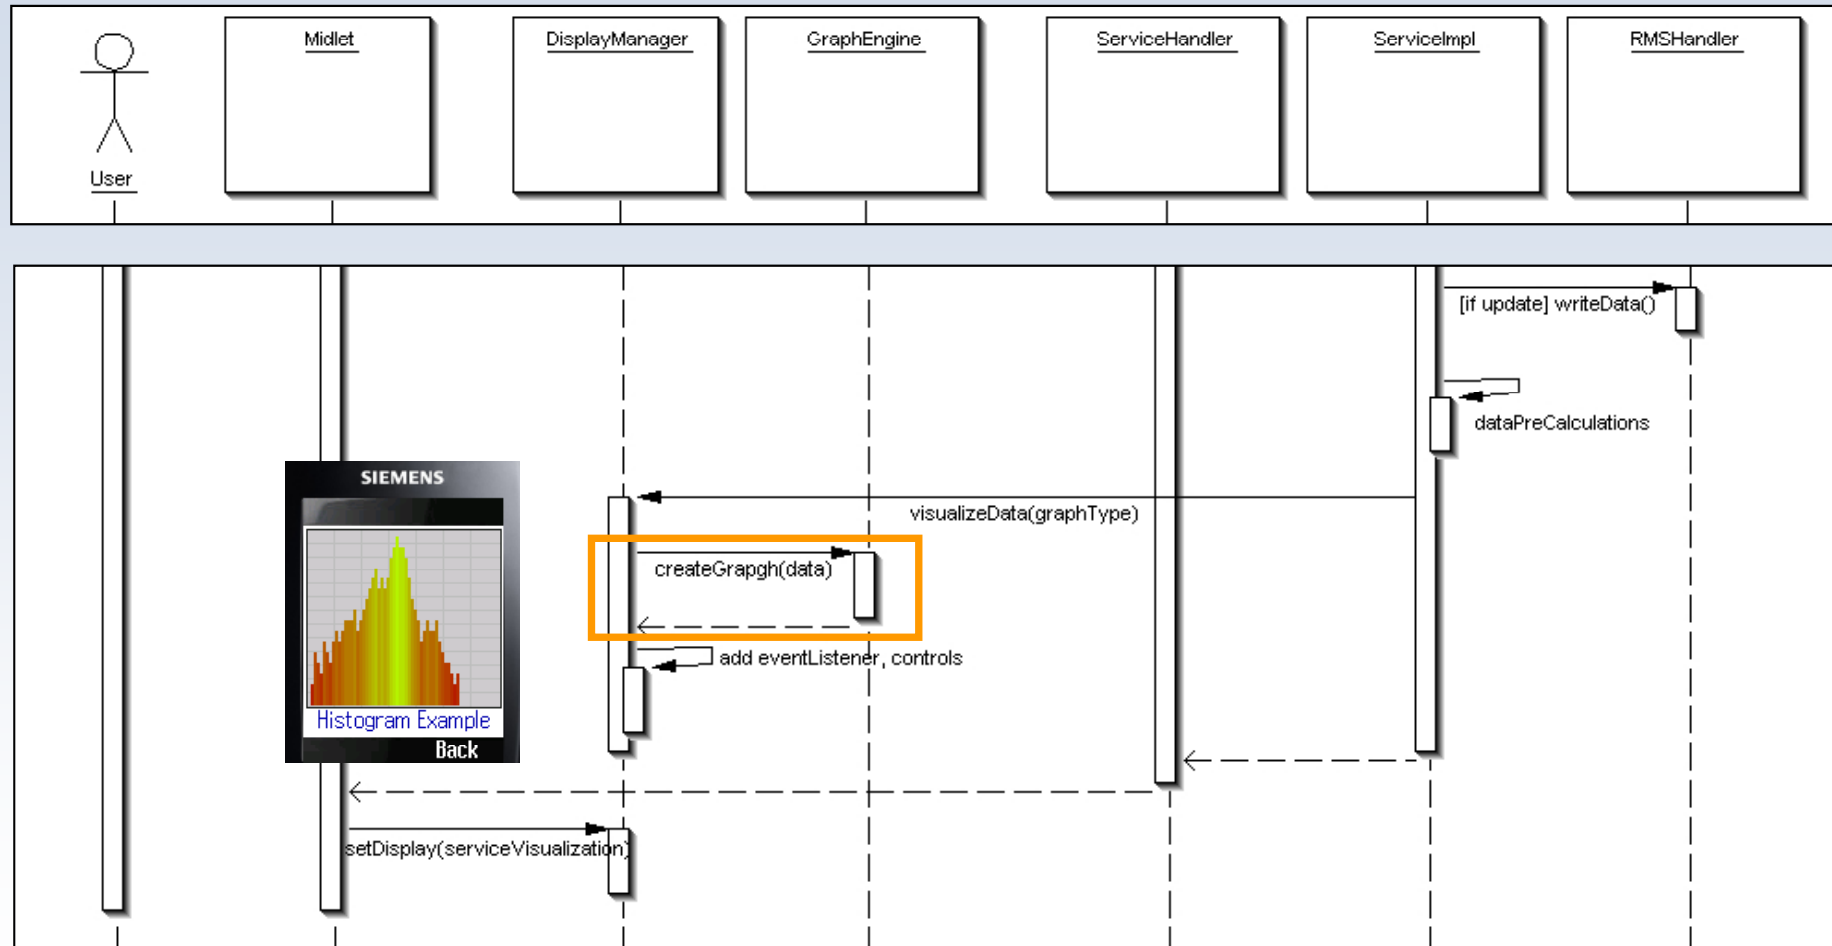 Midlet
DisplayManager
GraphEngine
ServiceHandler
ServiceImpl
RMSHandler
User
[if update] writeData()
dataPreCalculations
SIEMENS
visualizeData(graphType)
createGrapgh(data)
add eventListener, controls
Histogram Example
Back
setDisplay(serviceVisualization)